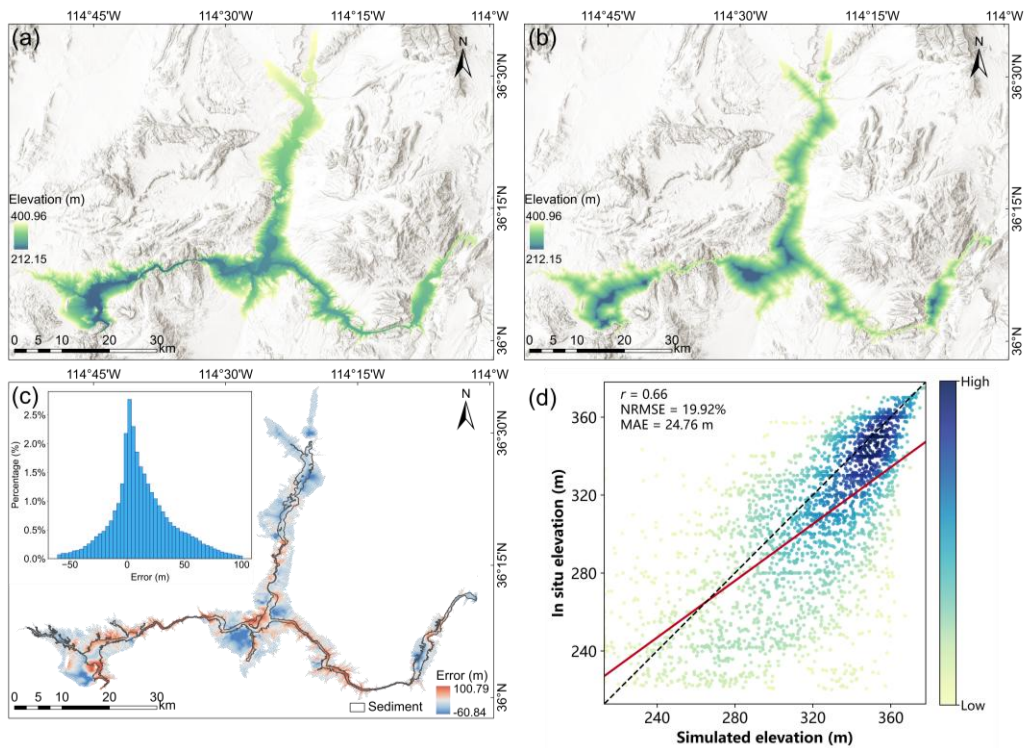 114°45'W 114°30'W 114°15'W 114°W
(a)
N
36°30'N
36°15'N
36°N
Elevation (m)
400.96
212.15
0 5 10 20 30
km
114°45'W 114°30'W 114°15'W 114°W
(b)
N
36°30'N
36°15'N
36°N
Elevation (m)
400.96
212.15
0 5 10 20 30
km
114°45'W 114°30'W 114°15'W 114°W
(c)
N
36°30'N
36°15'N
36°N
Percentage (%)
2.5%
2.0%
1.5%
1.0%
0.5%
0.0%
−50 0 50 100
Error (m)
Error (m)
100.79
-60.84
Sediment
0 5 10 20 30
km
(d)
r = 0.66
NRMSE = 19.92%
MAE = 24.76 m
In situ elevation (m)
360
320
280
240
240 280 320 360
Simulated elevation (m)
High
Low